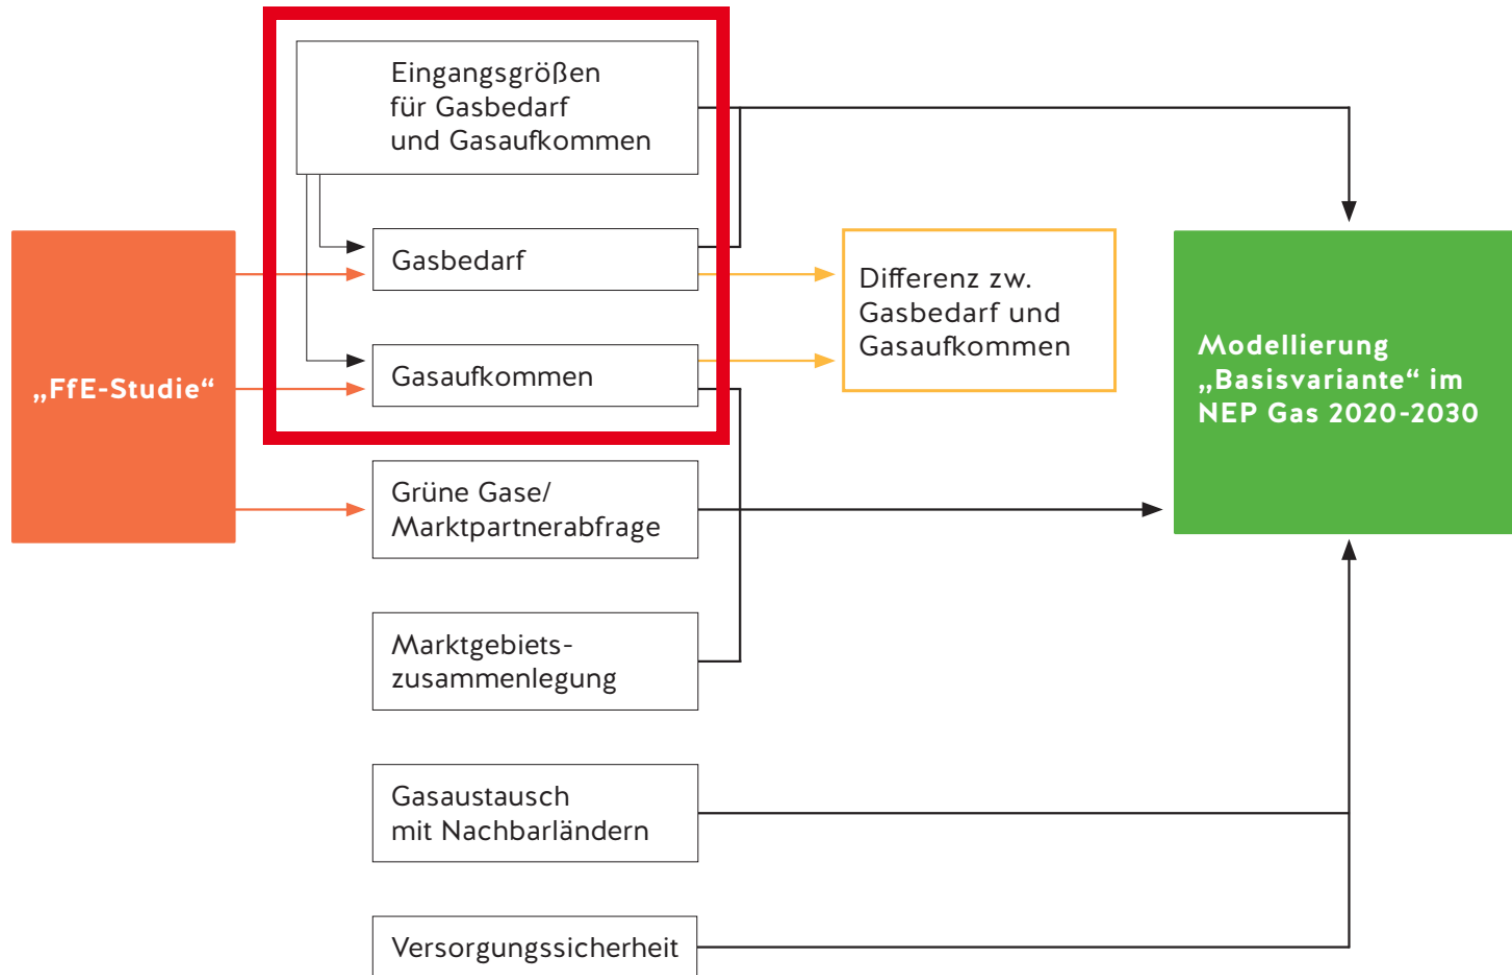 Eingangsgrößen
für Gasbedarf
und Gasaufkommen
Gasbedarf
Gasaufkommen
„FfE-Studie“
Grüne Gase/
Marktpartnerabfrage
Marktgebiets-
zusammenlegung
Gasaustausch
mit Nachbarländern
Versorgungssicherheit
Differenz zw.
Gasbedarf und
Gasaufkommen
Modellierung
„Basisvariante“ im
NEP Gas 2020-2030